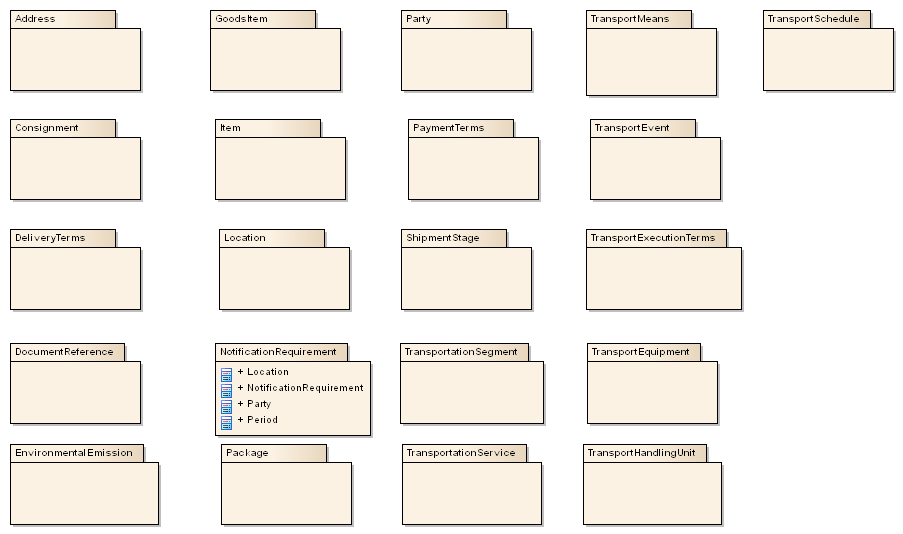 Address
GoodsItem
Party
TransportMeans
TransportSchedule
Consignment
Item
PaymentTerms
TransportEvent
DeliveryTerms
Location
ShipmentStage
TransportExecutionTerms
DocumentReference
NotificationRequirement
+ Location
+ NotificationRequirement
+ Party
+ Period
TransportationSegment
TransportEquipment
EnvironmentalEmission
Package
TransportationService
TransportHandlingUnit